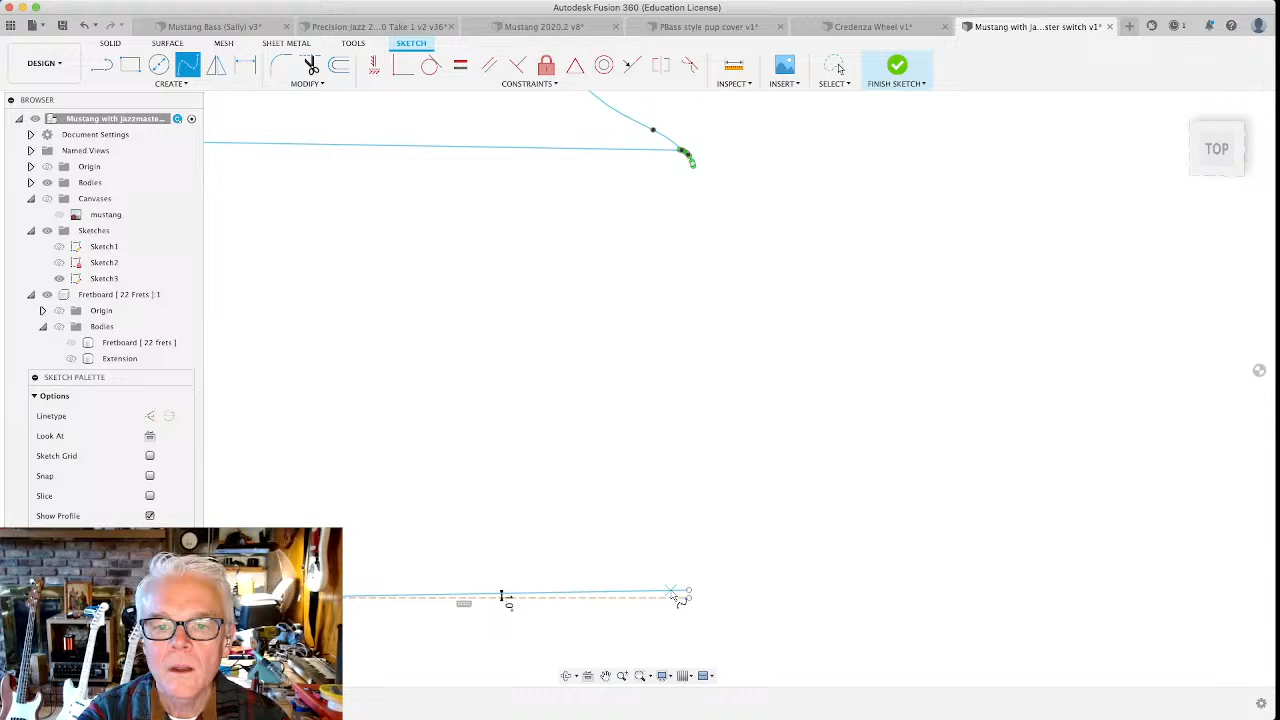 Autodesk Fusion 360 (Education License)
Mustang Bass (Sally) v3*
Precision Jazz 2...0 Take 1 v2 v36*
Mustang 2020.2 v8*
PBass style pup cover v1*
Credenza Wheel v1*
Mustang with Ja...ster switch v1*
1
SOLID
SURFACE
MESH
SHEET METAL
TOOLS
SKETCH
DESIGN
CREATE
MODIFY
CONSTRAINTS
INSPECT
INSERT
SELECT
FINISH SKETCH
BROWSER
Mustang with jazzmaste...
Document Settings
Named Views
Origin
Bodies
Canvases
mustang
Sketches
Sketch1
Sketch2
Sketch3
Fretboard [ 22 Frets ]:1
Origin
Bodies
Fretboard [ 22 frets ]
Extension
SKETCH PALETTE
Options
Linetype
Look At
Sketch Grid
Snap
Slice
Show Profile
TOP